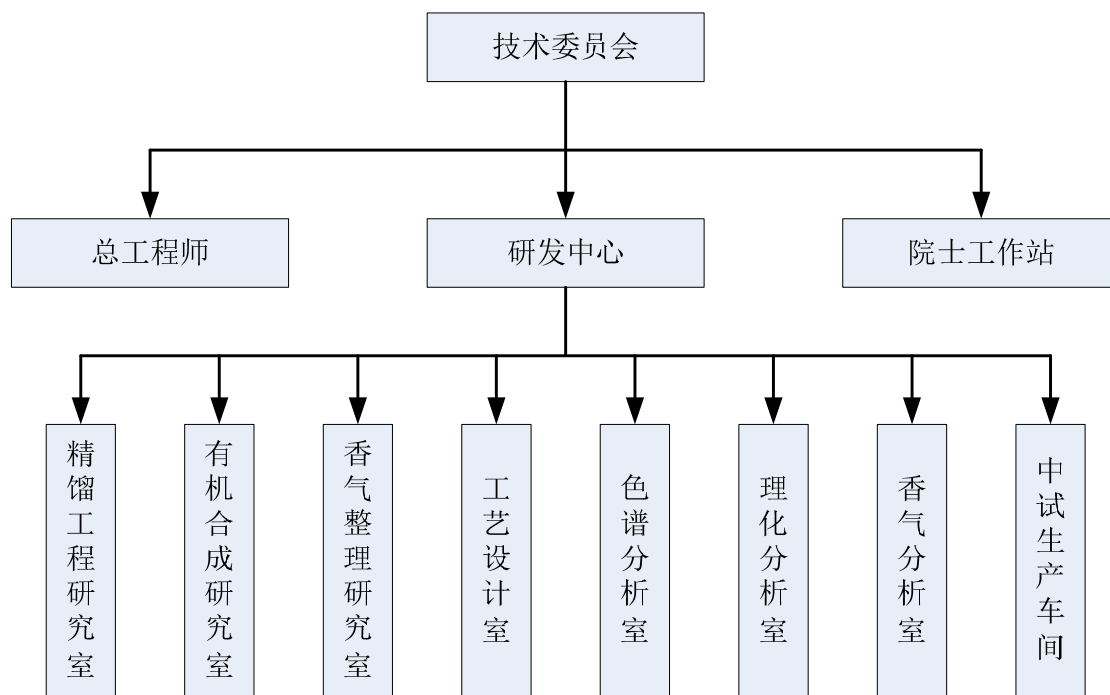 技术委员会
总工程师
研发中心
院士工作站
精馏工程研究室
有机合成研究室
香气整理研究室
工艺设计室
色谱分析室
理化分析室
香气分析室
中试生产车间